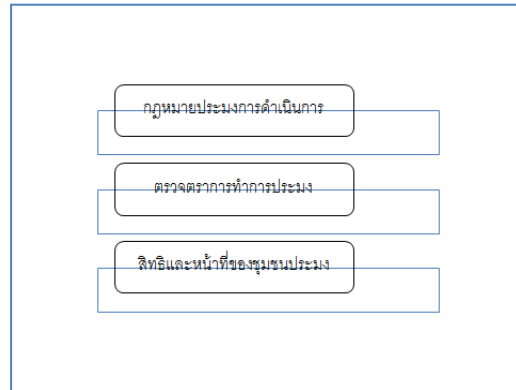 กฎหมายประมงการดำเนินการ
ตรวจตราการทำการประมง
สิทธิและหน้าที่ของชุมชนประมง